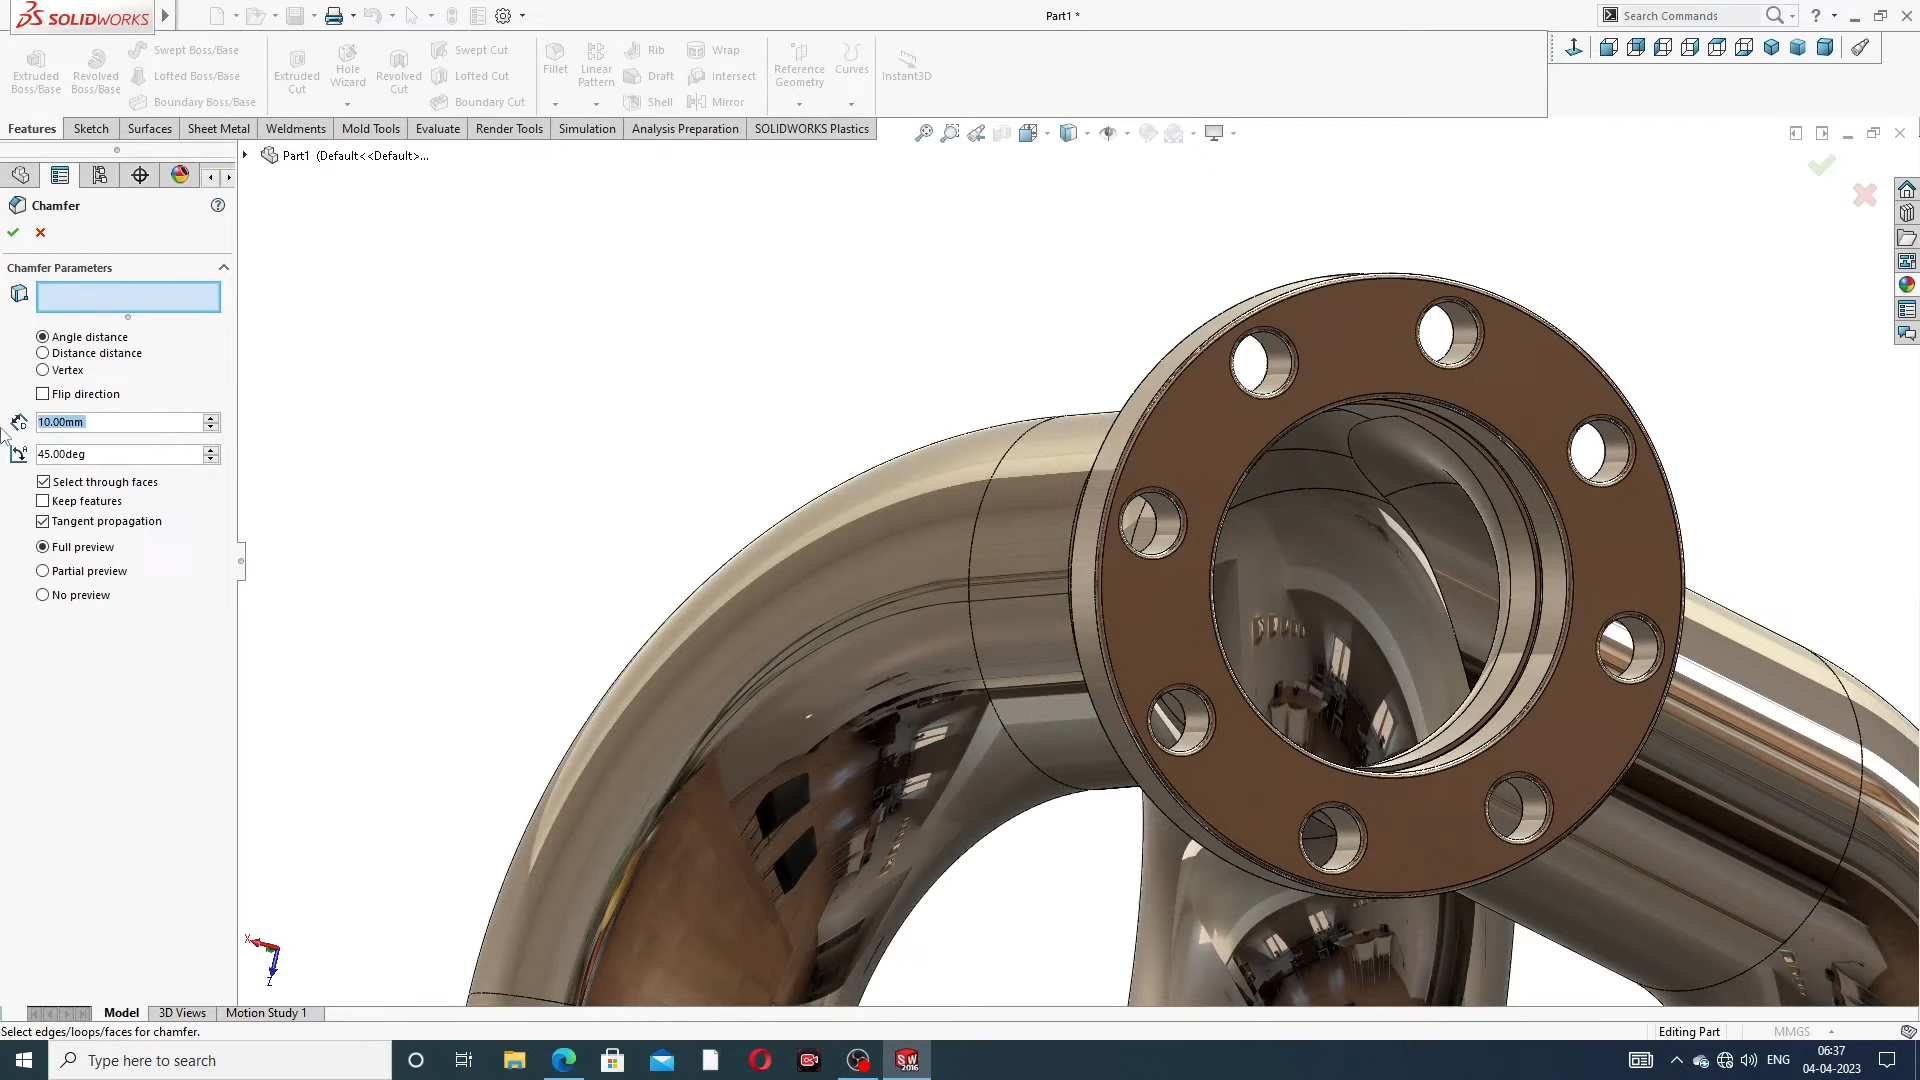 SOLIDWORKS
Part1 *
Search Commands
Extruded Boss/Base
Revolved Boss/Base
Swept Boss/Base
Lofted Boss/Base
Boundary Boss/Base
Extruded Cut
Hole Wizard
Revolved Cut
Swept Cut
Lofted Cut
Boundary Cut
Fillet
Linear Pattern
Rib
Draft
Shell
Wrap
Intersect
Mirror
Reference Geometry
Curves
Instant3D
Features
Sketch
Surfaces
Sheet Metal
Weldments
Mold Tools
Evaluate
Render Tools
Simulation
Analysis Preparation
SOLIDWORKS Plastics
Part1 (Default<<Default>...
Chamfer
Chamfer Parameters
Angle distance
Distance distance
Vertex
Flip direction
10.00mm
45.00deg
Select through faces
Keep features
Tangent propagation
Full preview
Partial preview
No preview
X
Z
Model
3D Views
Motion Study 1
Select edges/loops/faces for chamfer.
Editing Part
MMGS
Type here to search
SW
2016
ENG
06:37
04-04-2023